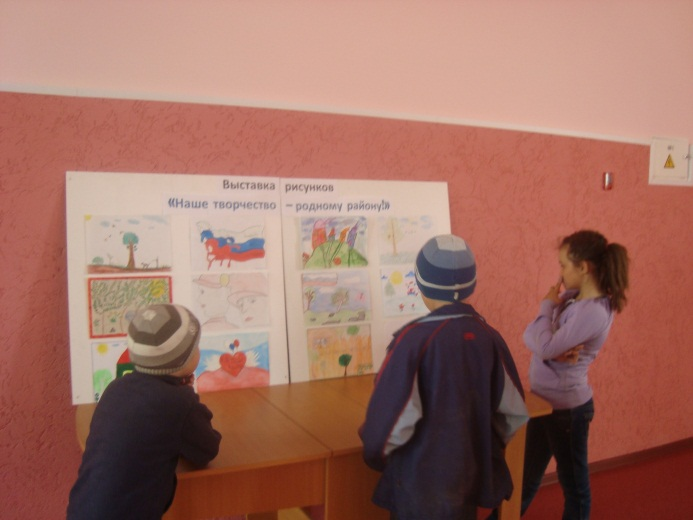 Выставка рисунков
«Наше творчество – родному району!»